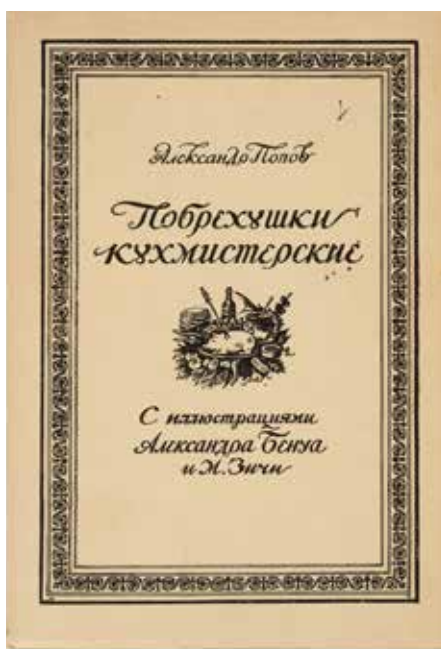 Александр Попов
Побрехушки
кухмистерские
С иллюстрациями
Александра Бенуа
и М. Зичи